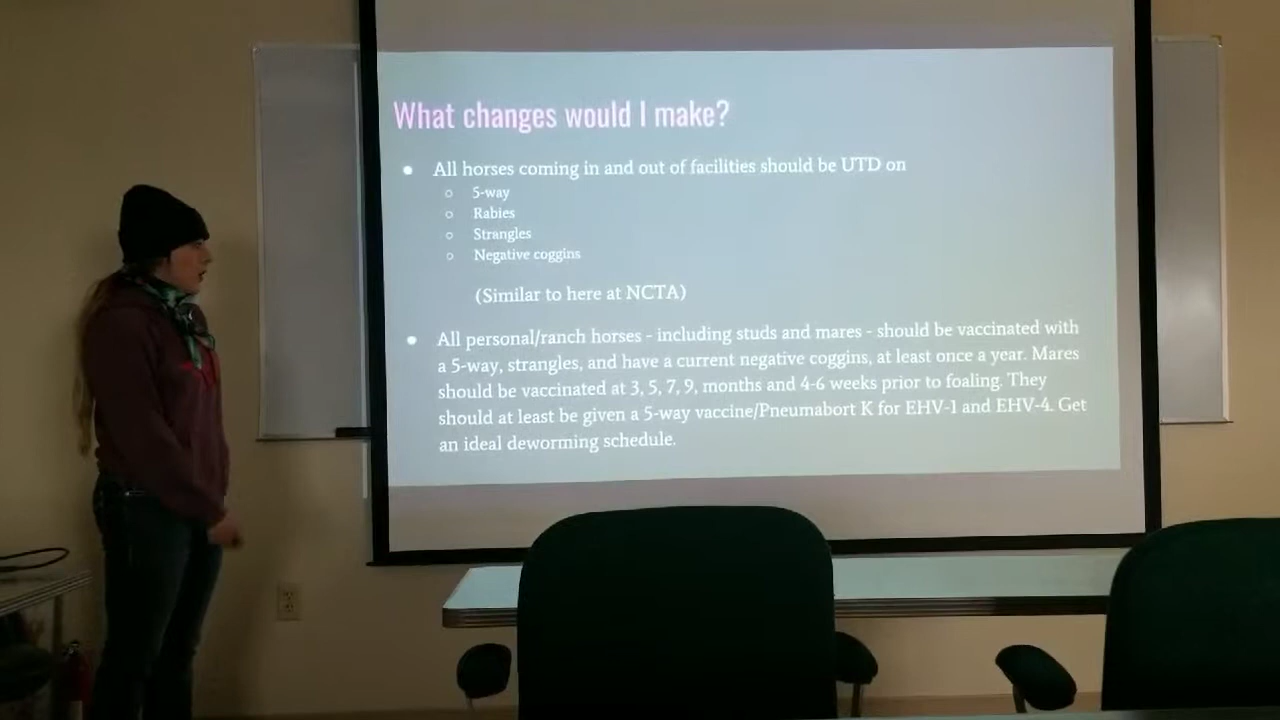 What changes would I make?
● All horses coming in and out of facilities should be UTD on
○ 5-way
○ Rabies
○ Strangles
○ Negative coggins
(Similar to here at NCTA)
● All personal/ranch horses - including studs and mares - should be vaccinated with
a 5-way, strangles, and have a current negative coggins, at least once a year. Mares
should be vaccinated at 3, 5, 7, 9, months and 4-6 weeks prior to foaling. They
should at least be given a 5-way vaccine/Pneumabort K for EHV-1 and EHV-4. Get
an ideal deworming schedule.